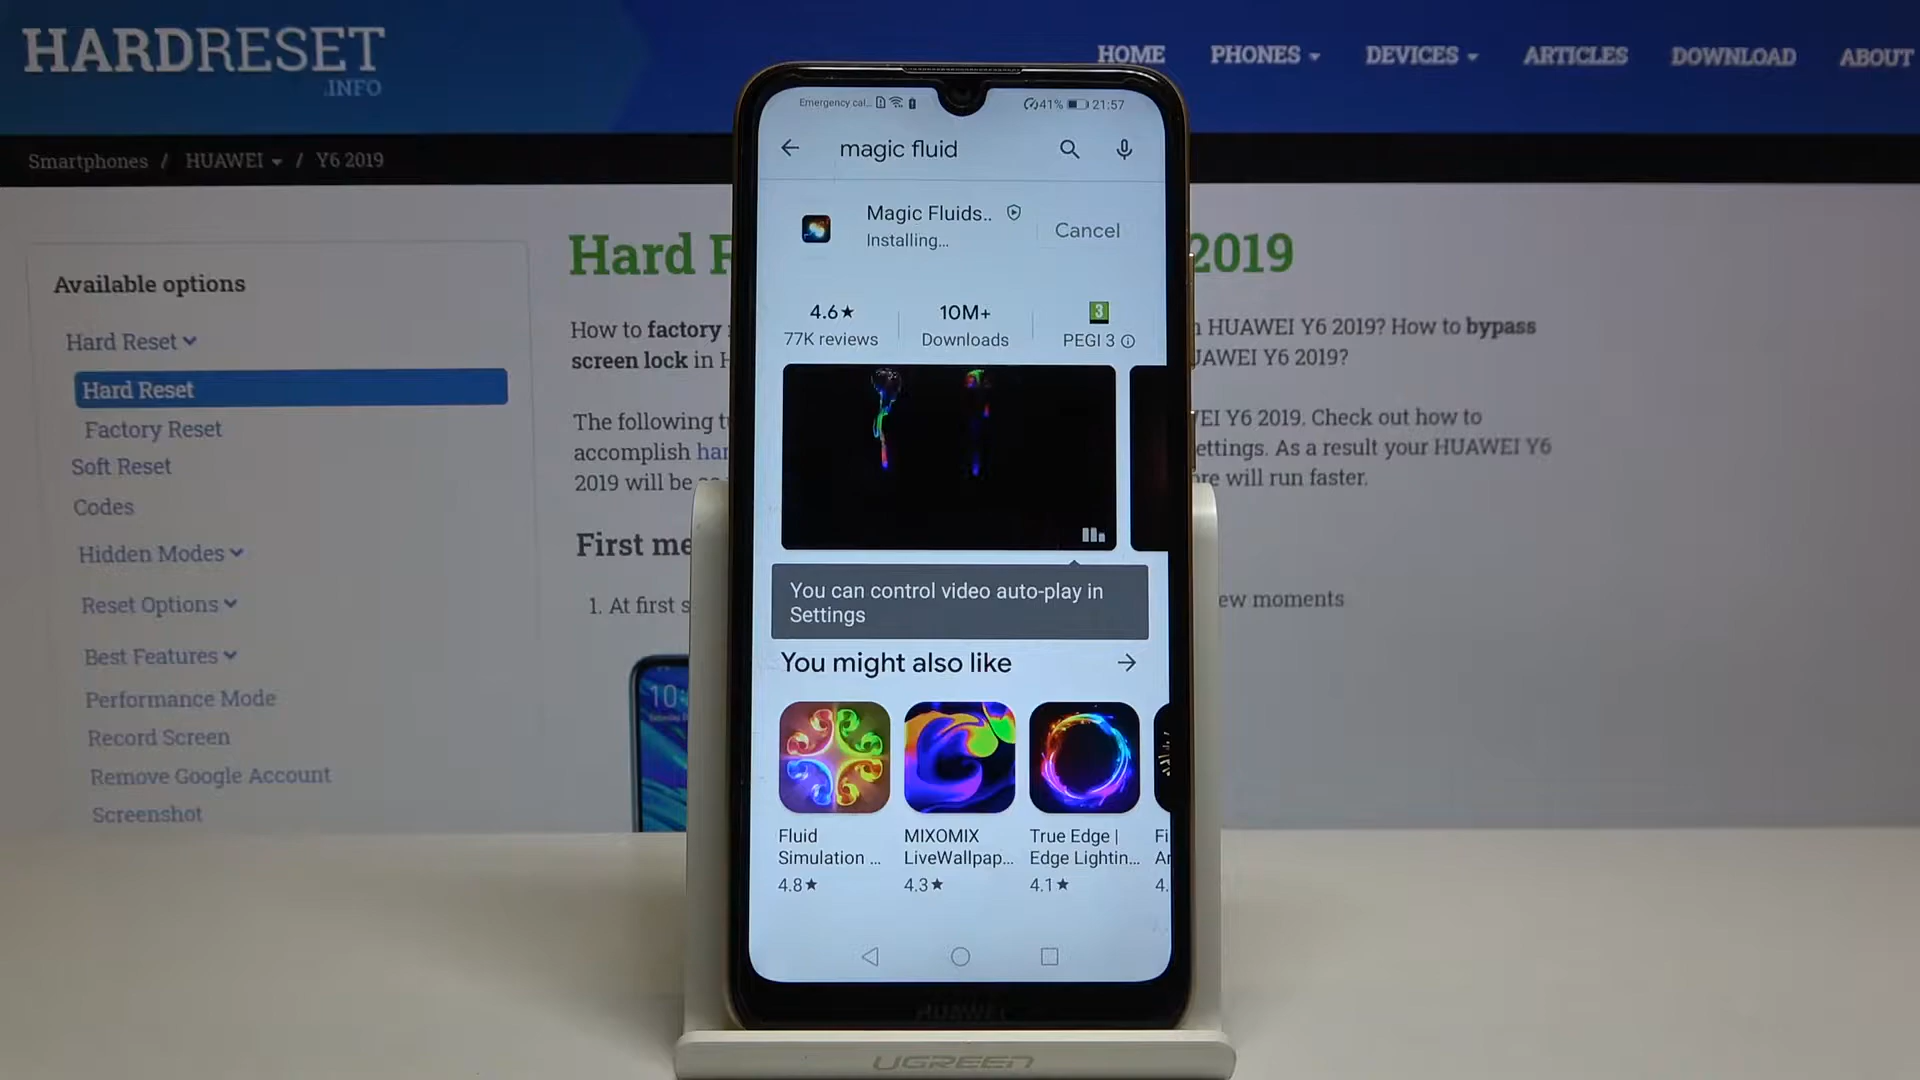 HARDRESET
.INFO
HOME PHONES DEVICES ARTICLES DOWNLOAD ABOUT
Smartphones / HUAWEI / Y6 2019
Available options
Hard Reset
Hard Reset
Factory Reset
Soft Reset
Codes
Hidden Modes
Reset Options
Best Features
Performance Mode
Record Screen
Remove Google Account
Screenshot
Hard 2019
How to factory HUAWEI Y6 2019? How to bypass
screen lock in Y6 2019?
The following Y6 2019. Check out how to
accomplish As a result your HUAWEI Y6
2019 will be will run faster.
First
1. At first moments
Emergency cal... 41% 21:57
magic fluid
Magic Fluids..
Installing...
Cancel
4.6★ 10M+ 3
77K reviews Downloads PEGI 3
You can control video auto-play in
Settings
You might also like
Fluid MIXOMIX True Edge |
Simulation ... LiveWallpap... Edge Lightin...
4.8★ 4.3★ 4.1★
HUAWEI
UGREEN